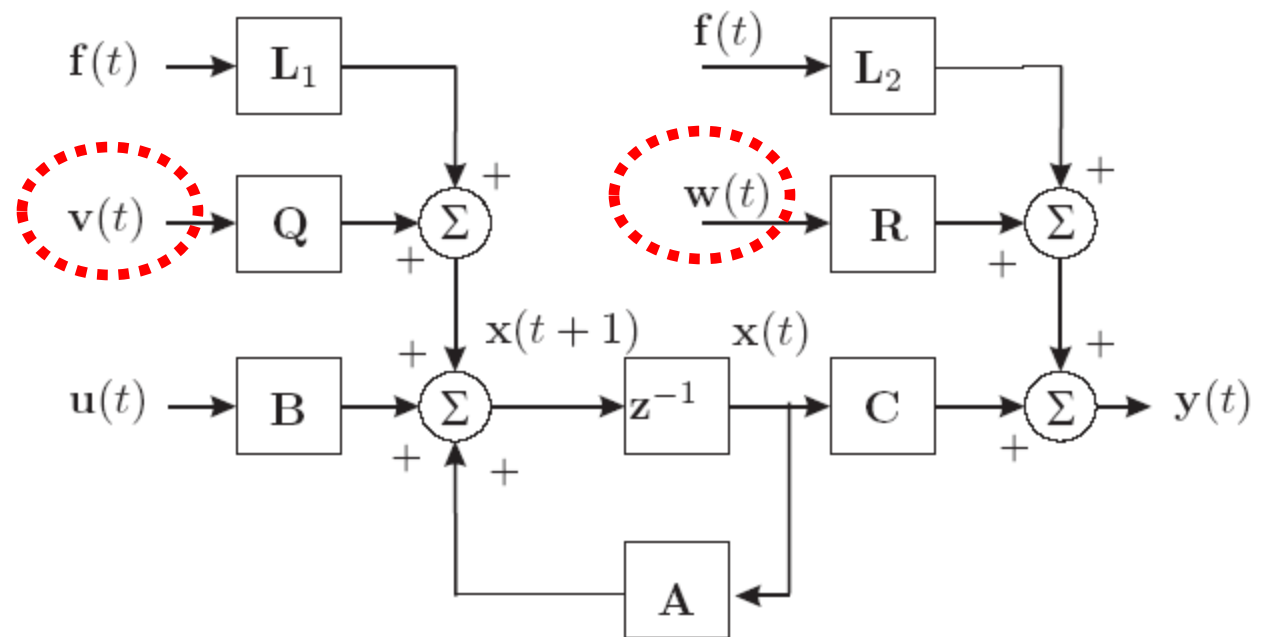 f(t)
L₁
+
f(t)
L₂
+
v(t)
Q
+
Σ
w(t)
R
+
Σ
u(t)
B
+
+
Σ
+
x(t + 1)
z⁻¹
x(t)
C
+
+
Σ
y(t)
A